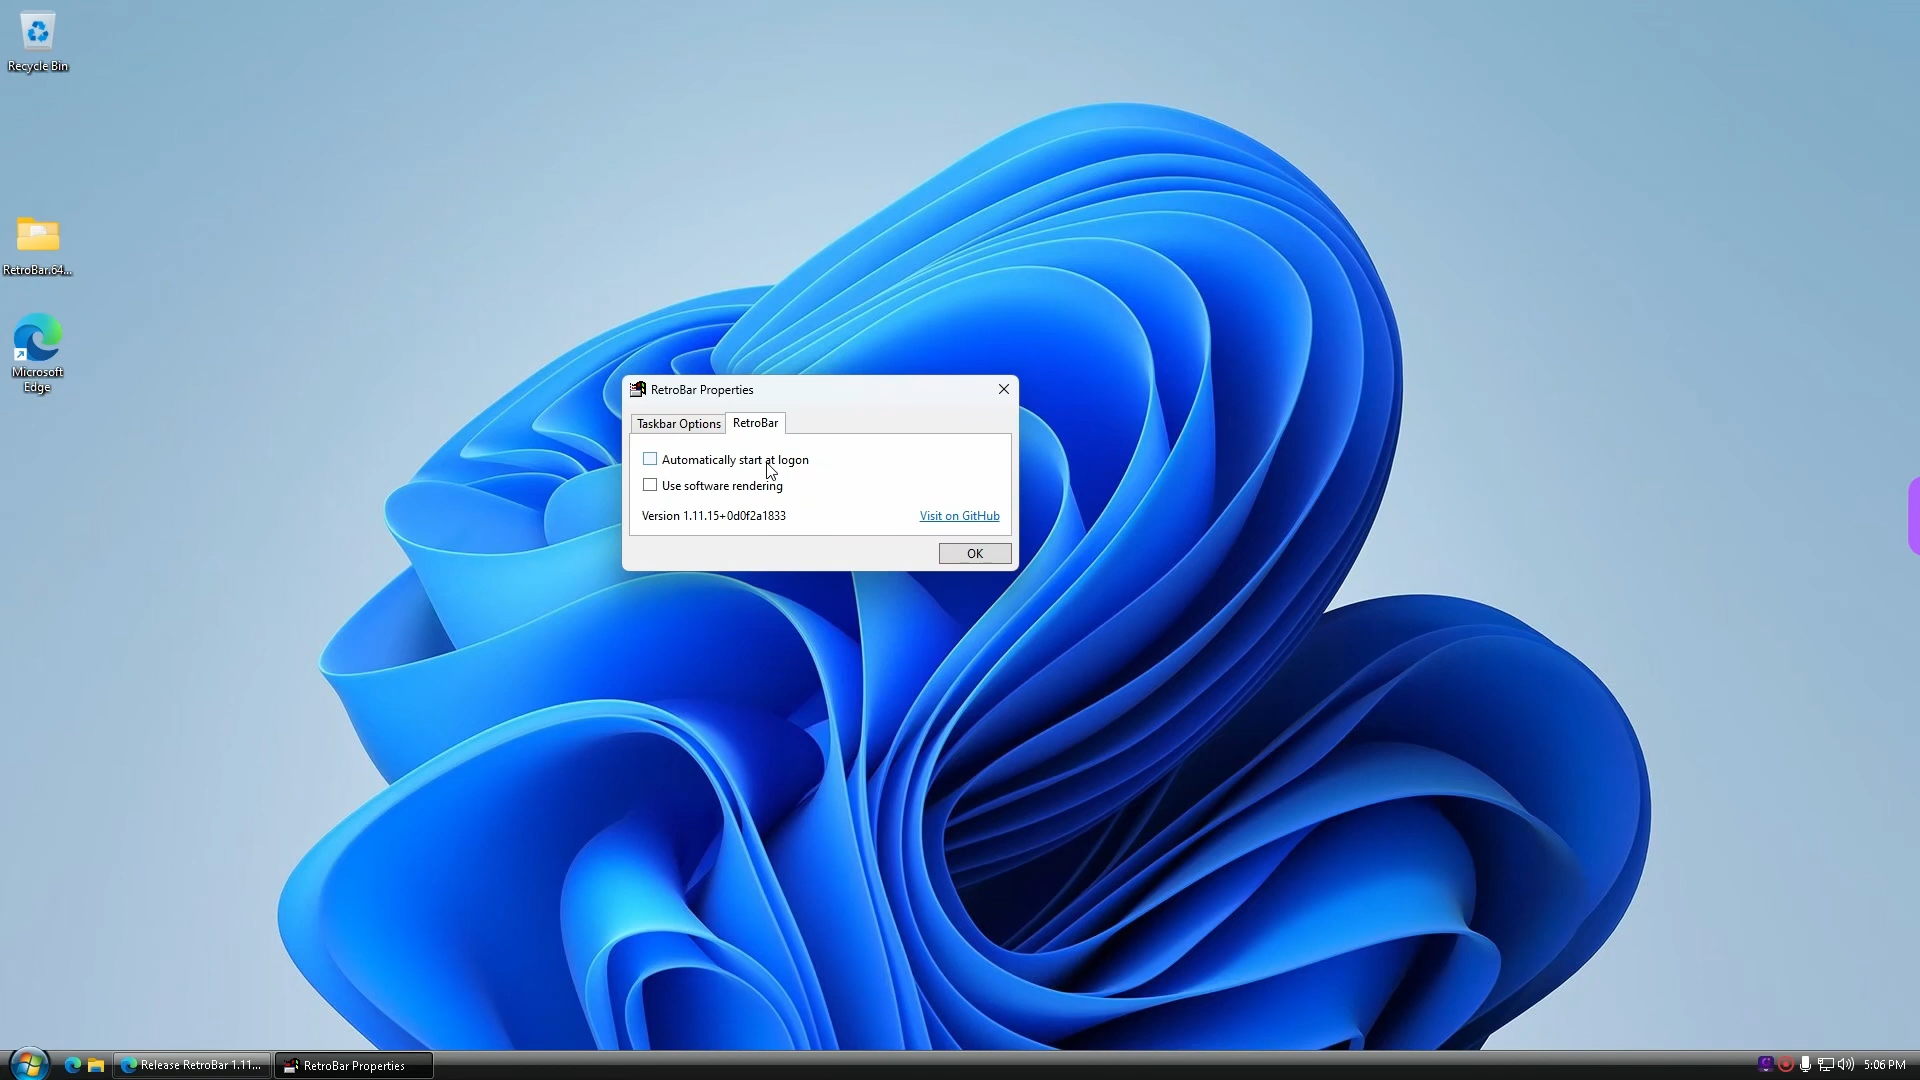 Recycle Bin
RetroBar.64...
Microsoft
Edge
RetroBar Properties
Taskbar Options
RetroBar
Automatically start at logon
Use software rendering
Version 1.11.15+0d0f2a1833
Visit on GitHub
OK
Release RetroBar 1.11...
RetroBar Properties
5:06 PM